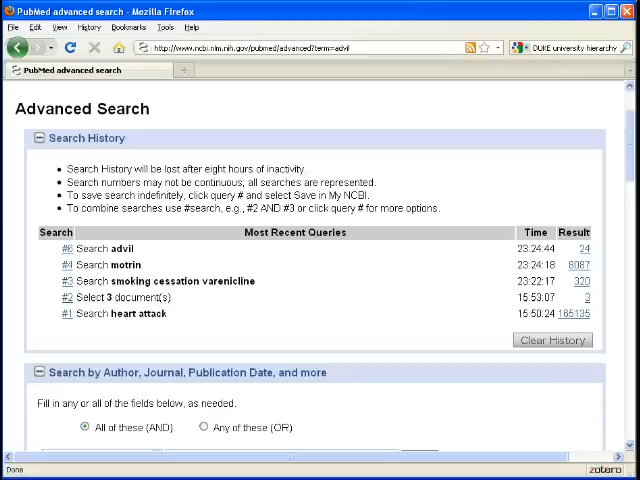 PubMed advanced search - Mozilla Firefox
File Edit View History Bookmarks Tools Help
http://www.ncbi.nlm.nih.gov/pubmed/advanced?term=advil
DUKE university hierarchy
PubMed advanced search
Advanced Search
Search History
• Search History will be lost after eight hours of inactivity.
• Search numbers may not be continuous; all searches are represented.
• To save search indefinitely, click query # and select Save in My NCBI.
• To combine searches use #search, e.g., #2 AND #3 or click query # for more options.
Search Most Recent Queries Time Result
#6 Search advil 23:24:44 24
#4 Search motrin 23:24:18 8087
#3 Search smoking cessation varenicline 23:22:17 320
#2 Select 3 document(s) 15:53:07 3
#1 Search heart attack 15:50:24 165135
Clear History
Search by Author, Journal, Publication Date, and more
Fill in any or all of the fields below, as needed.
All of these (AND) Any of these (OR)
Done zotero